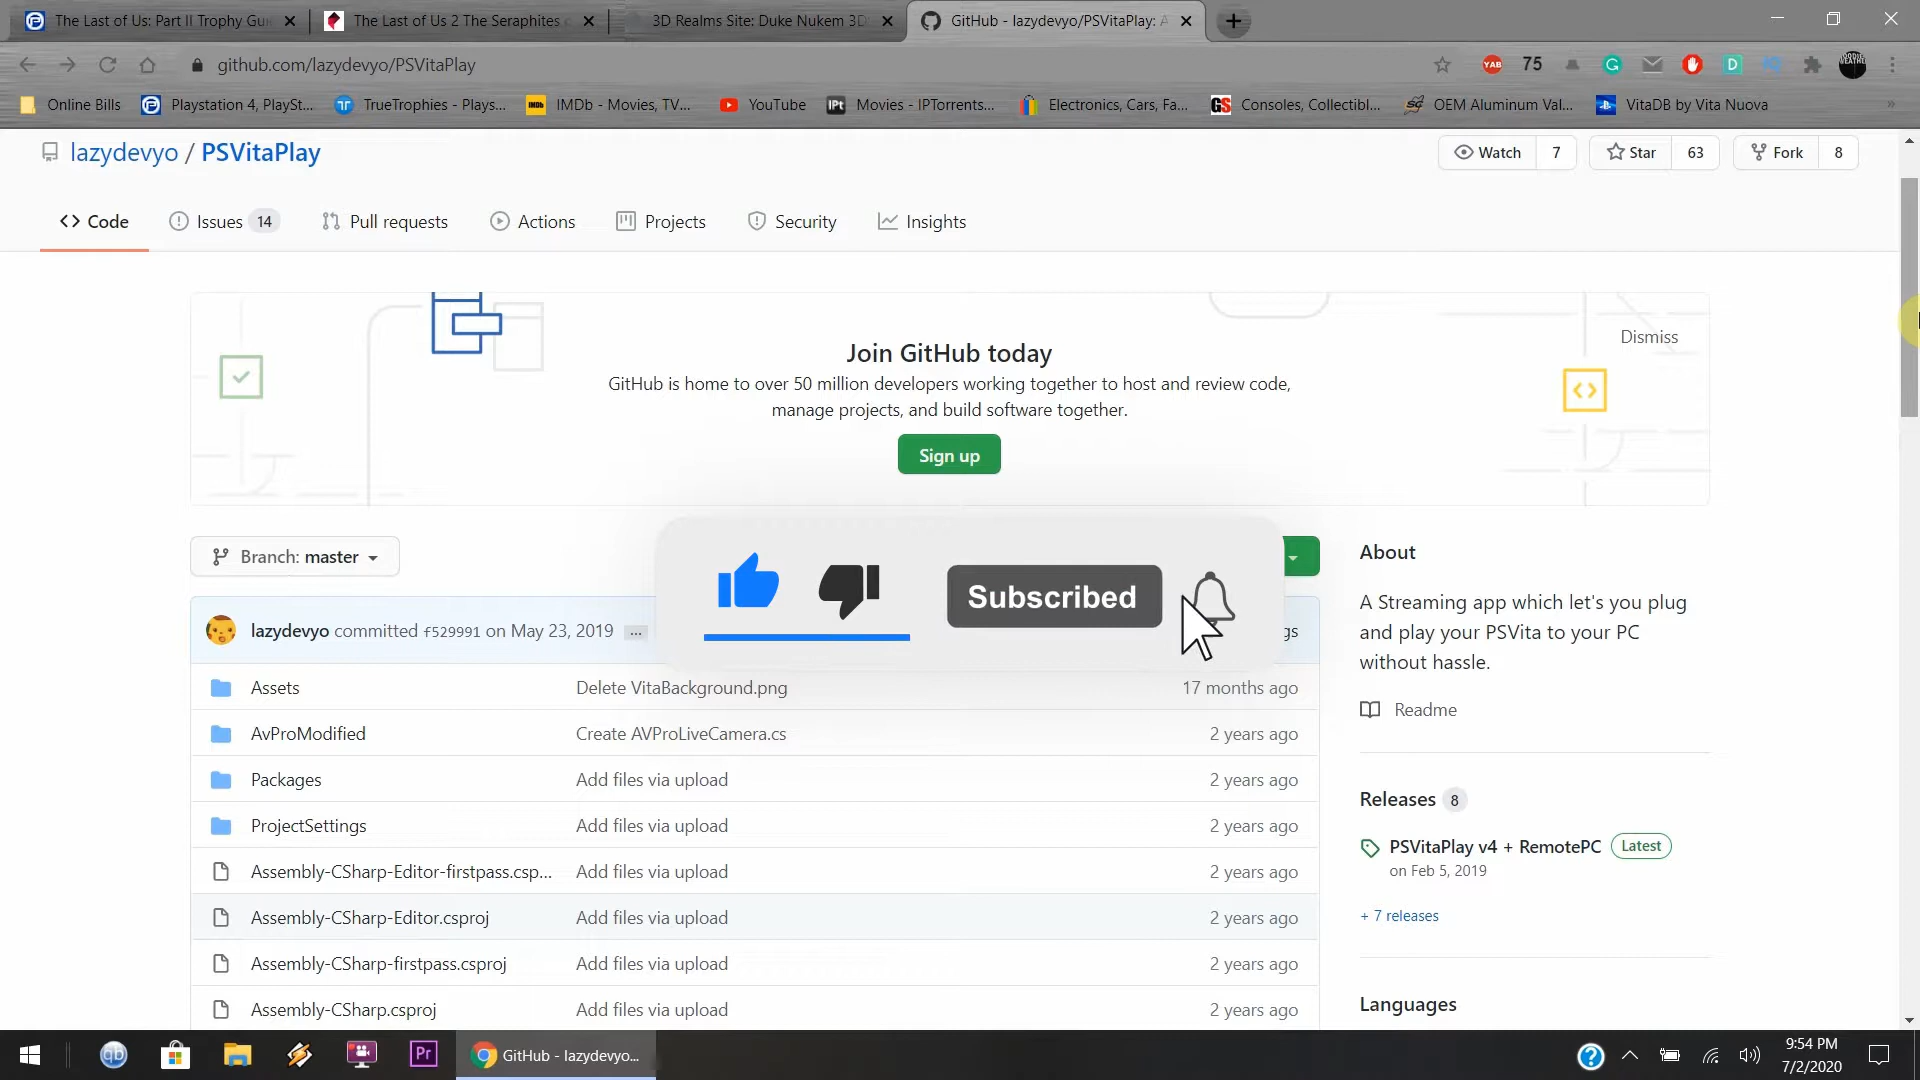 The Last of Us: Part II Trophy Gui
The Last of Us 2 The Seraphites
3D Realms Site: Duke Nukem 3D
GitHub - lazydevyo/PSVitaPlay: A
github.com/lazydevyo/PSVitaPlay
YAB
75
Online Bills
Playstation 4, PlaySt...
TrueTrophies - Plays...
IMDb - Movies, TV...
YouTube
Movies - IPTorrents...
Electronics, Cars, Fa...
Consoles, Collectibl...
OEM Aluminum Val...
VitaDB by Vita Nuova
lazydevyo / PSVitaPlay
Watch 7
Star 63
Fork 8
Code
Issues 14
Pull requests
Actions
Projects
Security
Insights
Join GitHub today
Dismiss
GitHub is home to over 50 million developers working together to host and review code,
manage projects, and build software together.
Sign up
Branch: master
Subscribed
lazydevyo committed f529991 on May 23, 2019 ...
gs
Assets Delete VitaBackground.png 17 months ago
AvProModified Create AVProLiveCamera.cs 2 years ago
Packages Add files via upload 2 years ago
ProjectSettings Add files via upload 2 years ago
Assembly-CSharp-Editor-firstpass.csp... Add files via upload 2 years ago
Assembly-CSharp-Editor.csproj Add files via upload 2 years ago
Assembly-CSharp-firstpass.csproj Add files via upload 2 years ago
Assembly-CSharp.csproj Add files via upload 2 years ago
About
A Streaming app which let's you plug
and play your PSVita to your PC
without hassle.
Readme
Releases 8
PSVitaPlay v4 + RemotePC Latest
on Feb 5, 2019
+ 7 releases
Languages
qb
Pr
GitHub - lazydevyo...
9:54 PM
7/2/2020